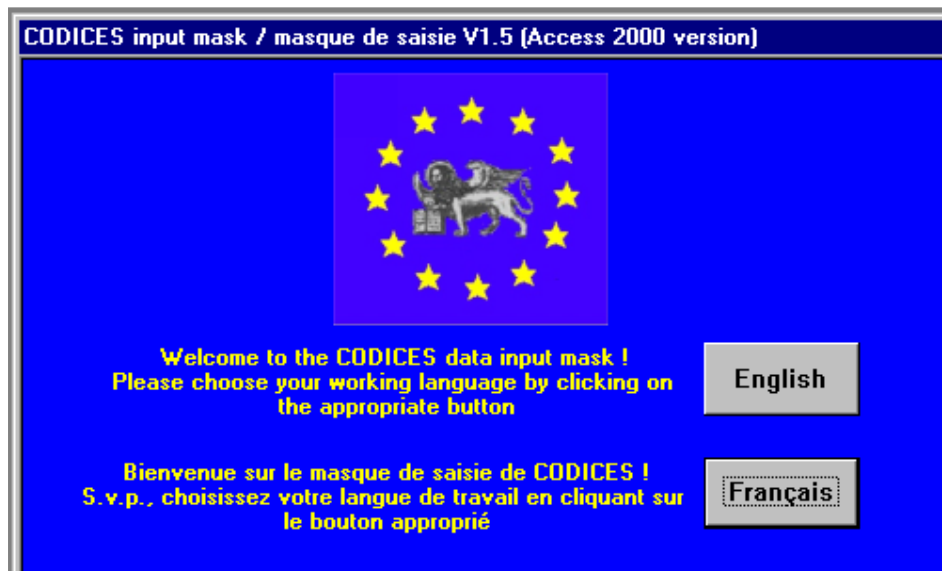 CODICES input mask / masque de saisie V1.5 (Access 2000 version)
Welcome to the CODICES data input mask !
Please choose your working language by clicking on
the appropriate button
English
Bienvenue sur le masque de saisie de CODICES !
S.v.p., choisissez votre langue de travail en cliquant sur
le bouton approprié
Français